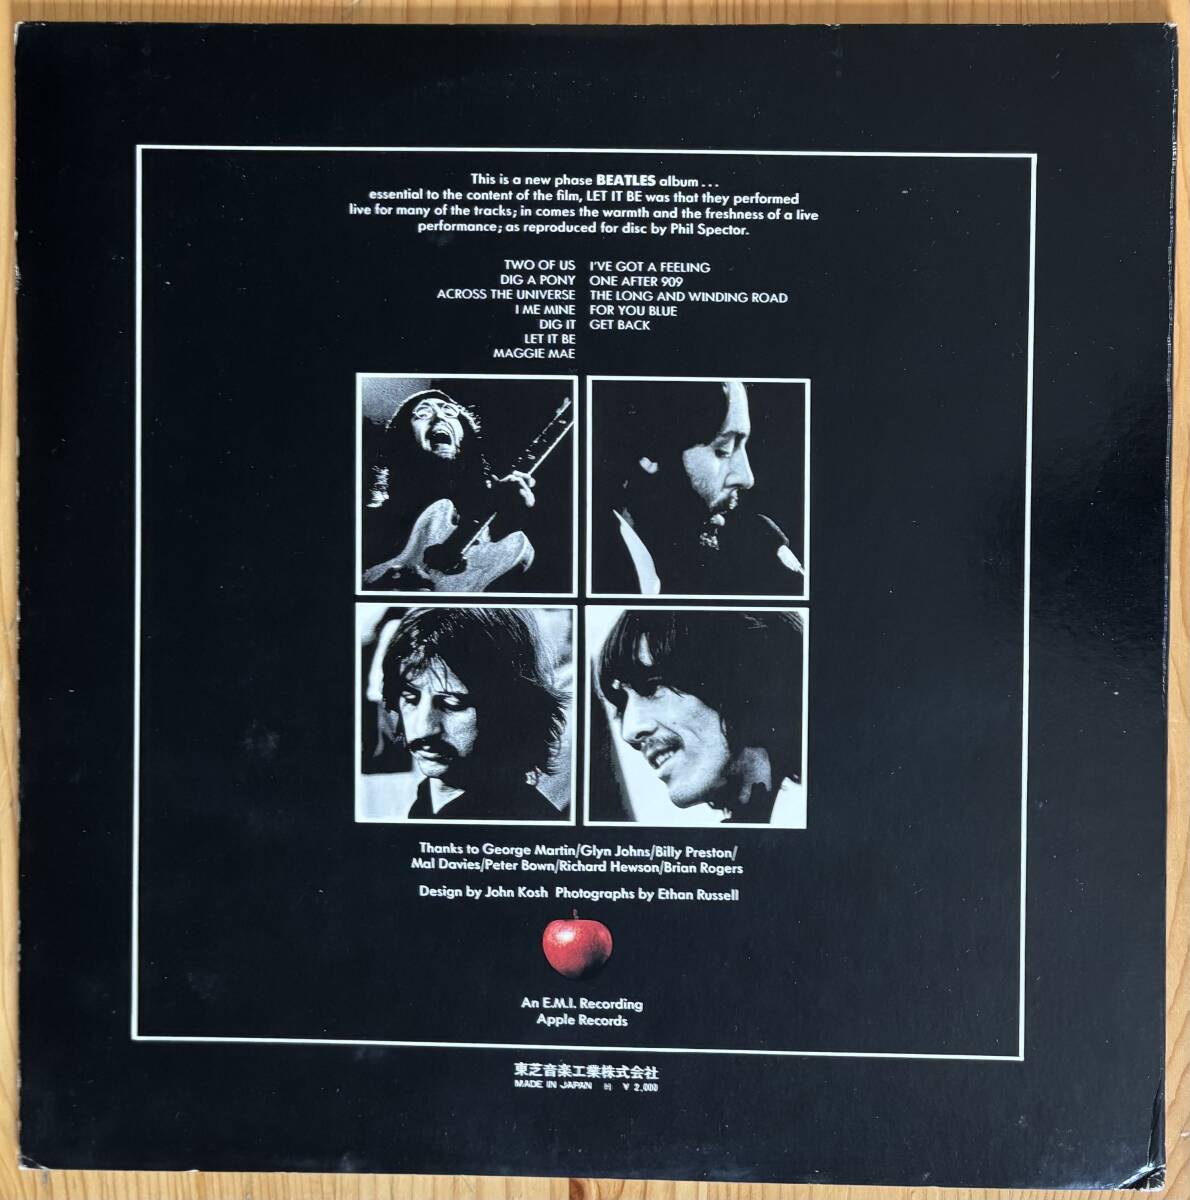 This is a new phase BEATLES album . . .
essential to the content of the film, LET IT BE was that they performed
live for many of the tracks; in comes the warmth and the freshness of a live
performance; as reproduced for disc by Phil Spector.
TWO OF US
DIG A PONY
ACROSS THE UNIVERSE
I ME MINE
DIG IT
LET IT BE
MAGGIE MAE
I'VE GOT A FEELING
ONE AFTER 909
THE LONG AND WINDING ROAD
FOR YOU BLUE
GET BACK
Thanks to George Martin/Glyn Johns/Billy Preston/
Mal Davies/Peter Bown/Richard Hewson/Brian Rogers
Design by John Kosh Photographs by Ethan Russell
An E.M.I. Recording
Apple Records
東芝音楽工業株式会社
MADE IN JAPAN ¥ 2,000